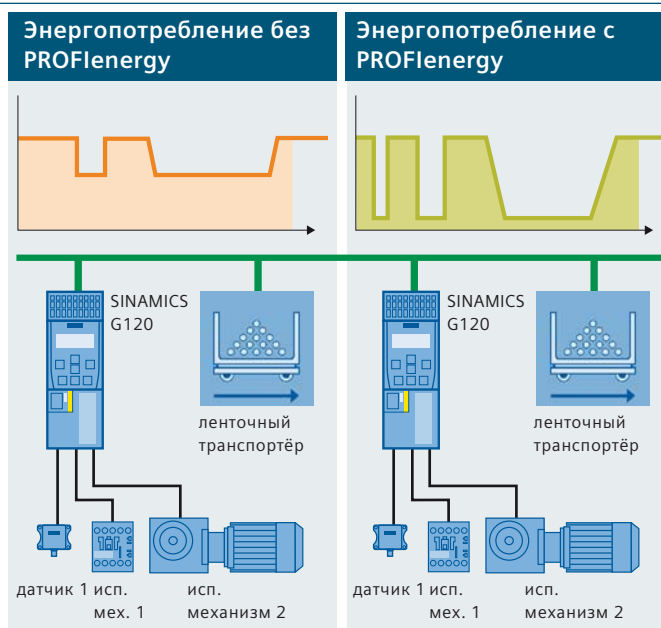 Энергопотребление без
PROFIenergy
Энергопотребление с
PROFIenergy
SINAMICS
G120
ленточный
транспортёр
SINAMICS
G120
ленточный
транспортёр
датчик 1
исп.
мех. 1
исп.
механизм 2
датчик 1
исп.
мех. 1
исп.
механизм 2